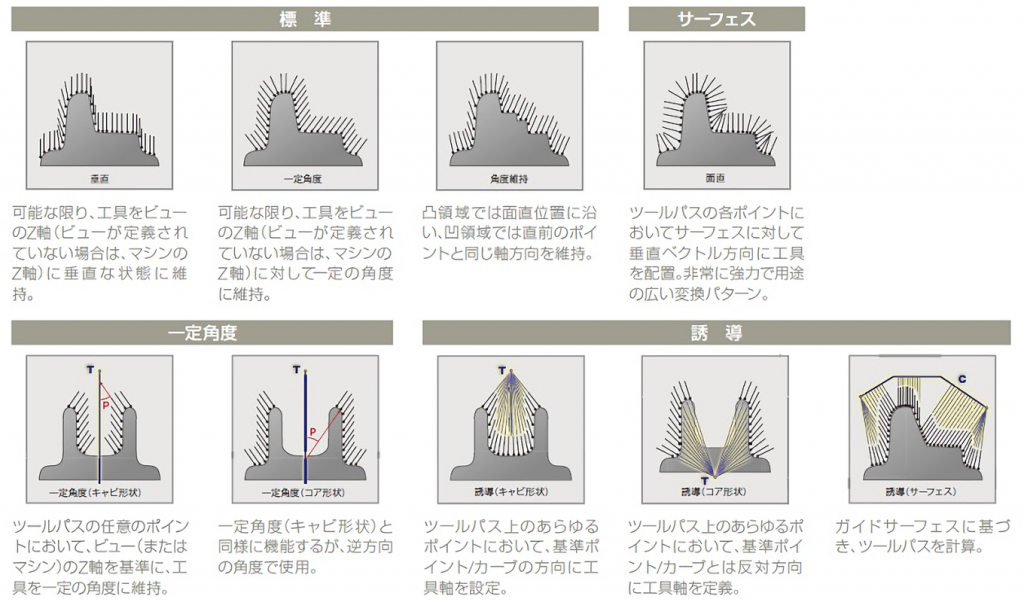 標 準
サーフェス
垂直
一定角度
角度維持
面直
可能な限り、工具をビュー
のZ軸(ビューが定義され
ていない場合は、マシンの
Z軸)に垂直な状態に維
持。
可能な限り、工具をビュー
のZ軸(ビューが定義され
ていない場合は、マシンの
Z軸)に対して一定の角度
に維持。
凸領域では面直位置に沿
い、凹領域では直前のポイ
ントと同じ軸方向を維持。
ツールパスの各ポイントに
おいてサーフェスに対して
垂直ベクトル方向に工具
を配置。非常に強力で用途
の広い変換パターン。
一定角度
誘 導
T
P
一定角度(キャビ形状)
T
P
一定角度(コア形状)
T
誘導(キャビ形状)
T
誘導(コア形状)
C
誘導(サーフェス)
ツールパスの任意のポイン
トにおいて、ビュー(または
マシン)のZ軸を基準に、工
具を一定の角度に維持。
一定角度(キャビ形状)と
同様に機能するが、逆方向
の角度で使用。
ツールパス上のあらゆる
ポイントにおいて、基準ポ
イント/カーブの方向に工
具軸を設定。
ツールパス上のあらゆるポ
イントにおいて、基準ポイ
ント/カーブとは反対方向
に工具軸を定義。
ガイドサーフェスに基づ
き、ツールパスを計算。